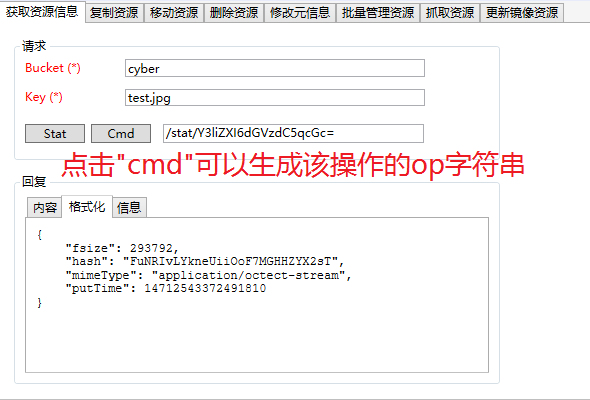 获取资源信息 复制资源 移动资源 删除资源 修改元信息 批量管理资源 抓取资源 更新镜像资源
请求
Bucket (*) cyber
Key (*) test.jpg
Stat Cmd /stat/Y3liZXI6dGVzdC5qcGc=
点击"cmd"可以生成该操作的op字符串
回复
内容 格式化 信息
{
"fsize": 293792,
"hash": "FuNRIvLYkneUiiOoF7MGHHZYX2sT",
"mimeType": "application/octect-stream",
"putTime": 14712543372491810
}